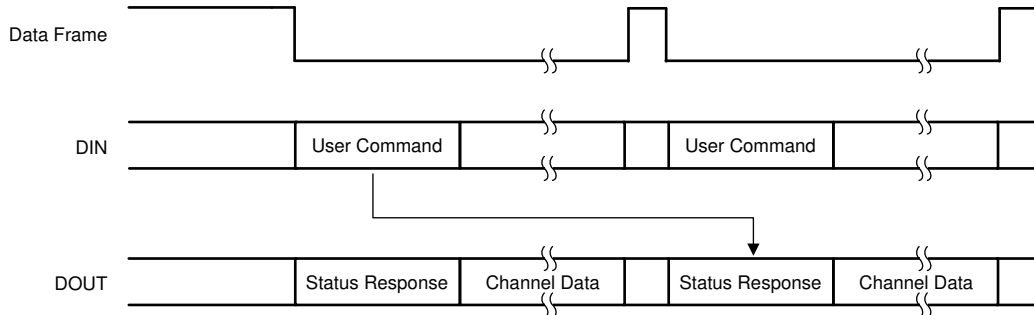 Data Frame
DIN
User Command
User Command
DOUT
Status Response
Channel Data
Status Response
Channel Data